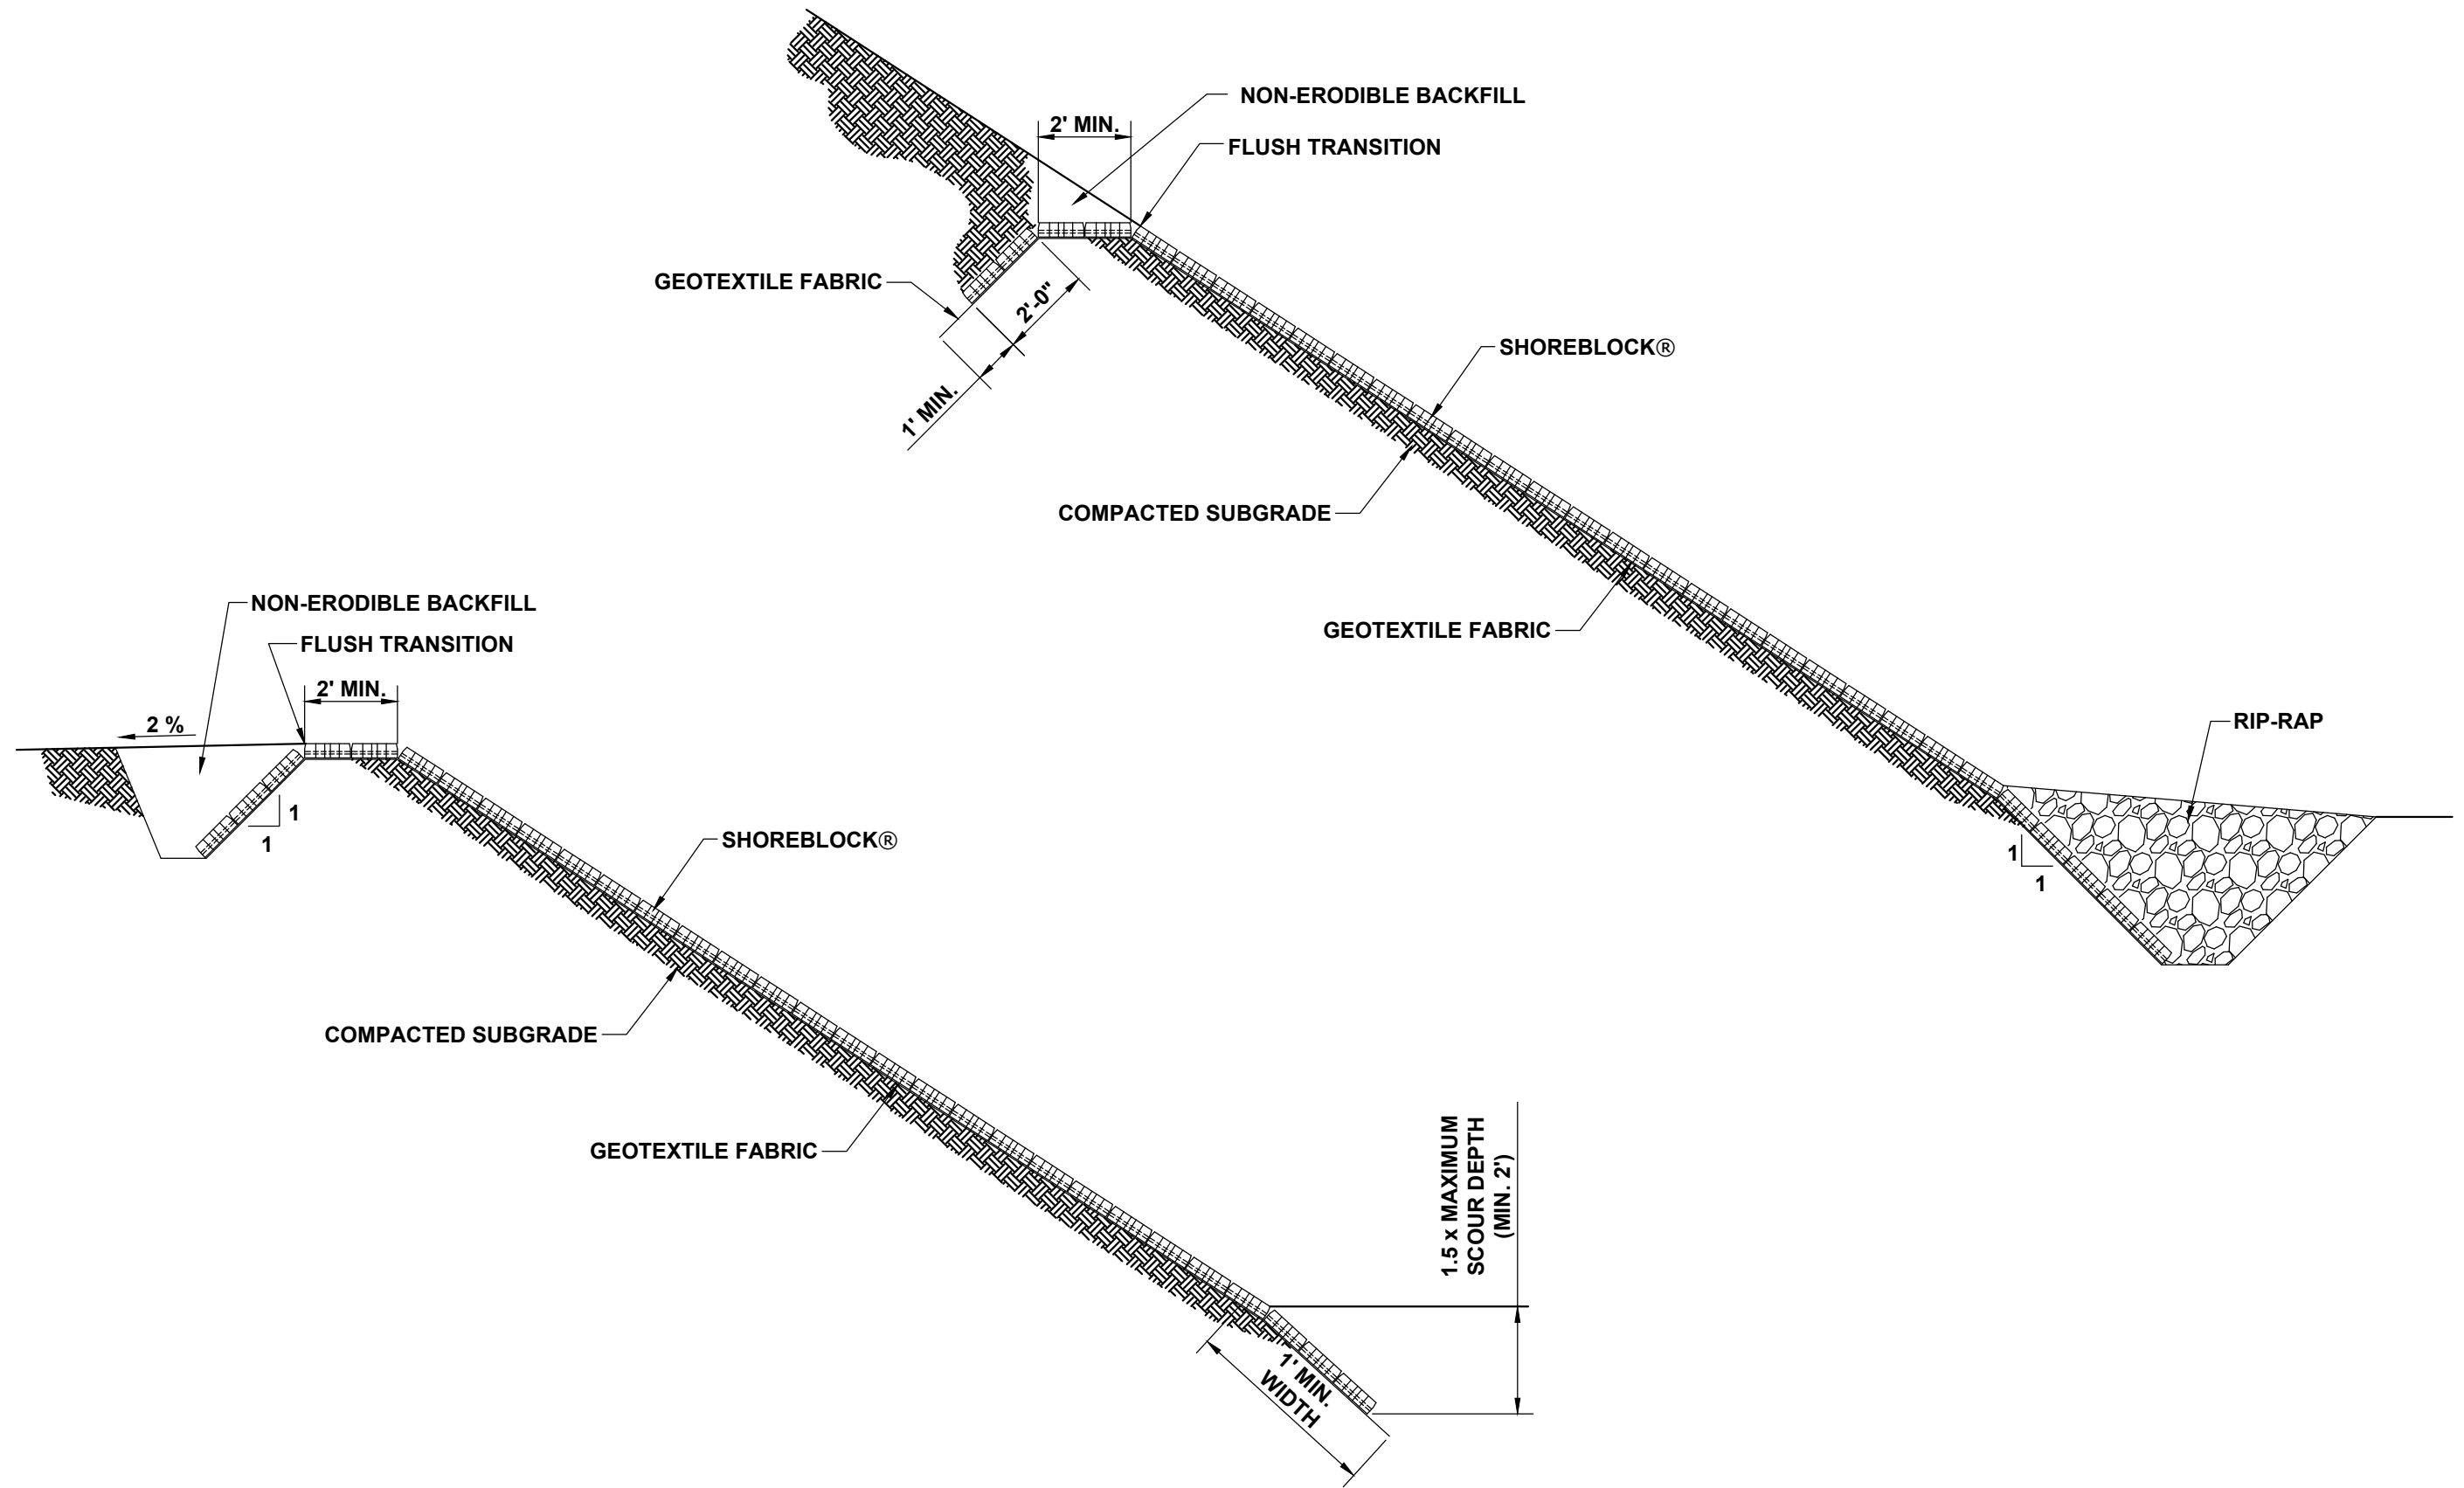 NON-ERODIBLE BACKFILL
2' MIN.
FLUSH TRANSITION
GEOTEXTILE FABRIC
2'-0"
1' MIN.
SHOREBLOCK®
COMPACTED SUBGRADE
GEOTEXTILE FABRIC
RIP-RAP
1
1
NON-ERODIBLE BACKFILL
FLUSH TRANSITION
2' MIN.
2 %
1
1
SHOREBLOCK®
COMPACTED SUBGRADE
GEOTEXTILE FABRIC
1.5 x MAXIMUM
SCOUR DEPTH
(MIN. 2')
1' MIN.
WIDTH